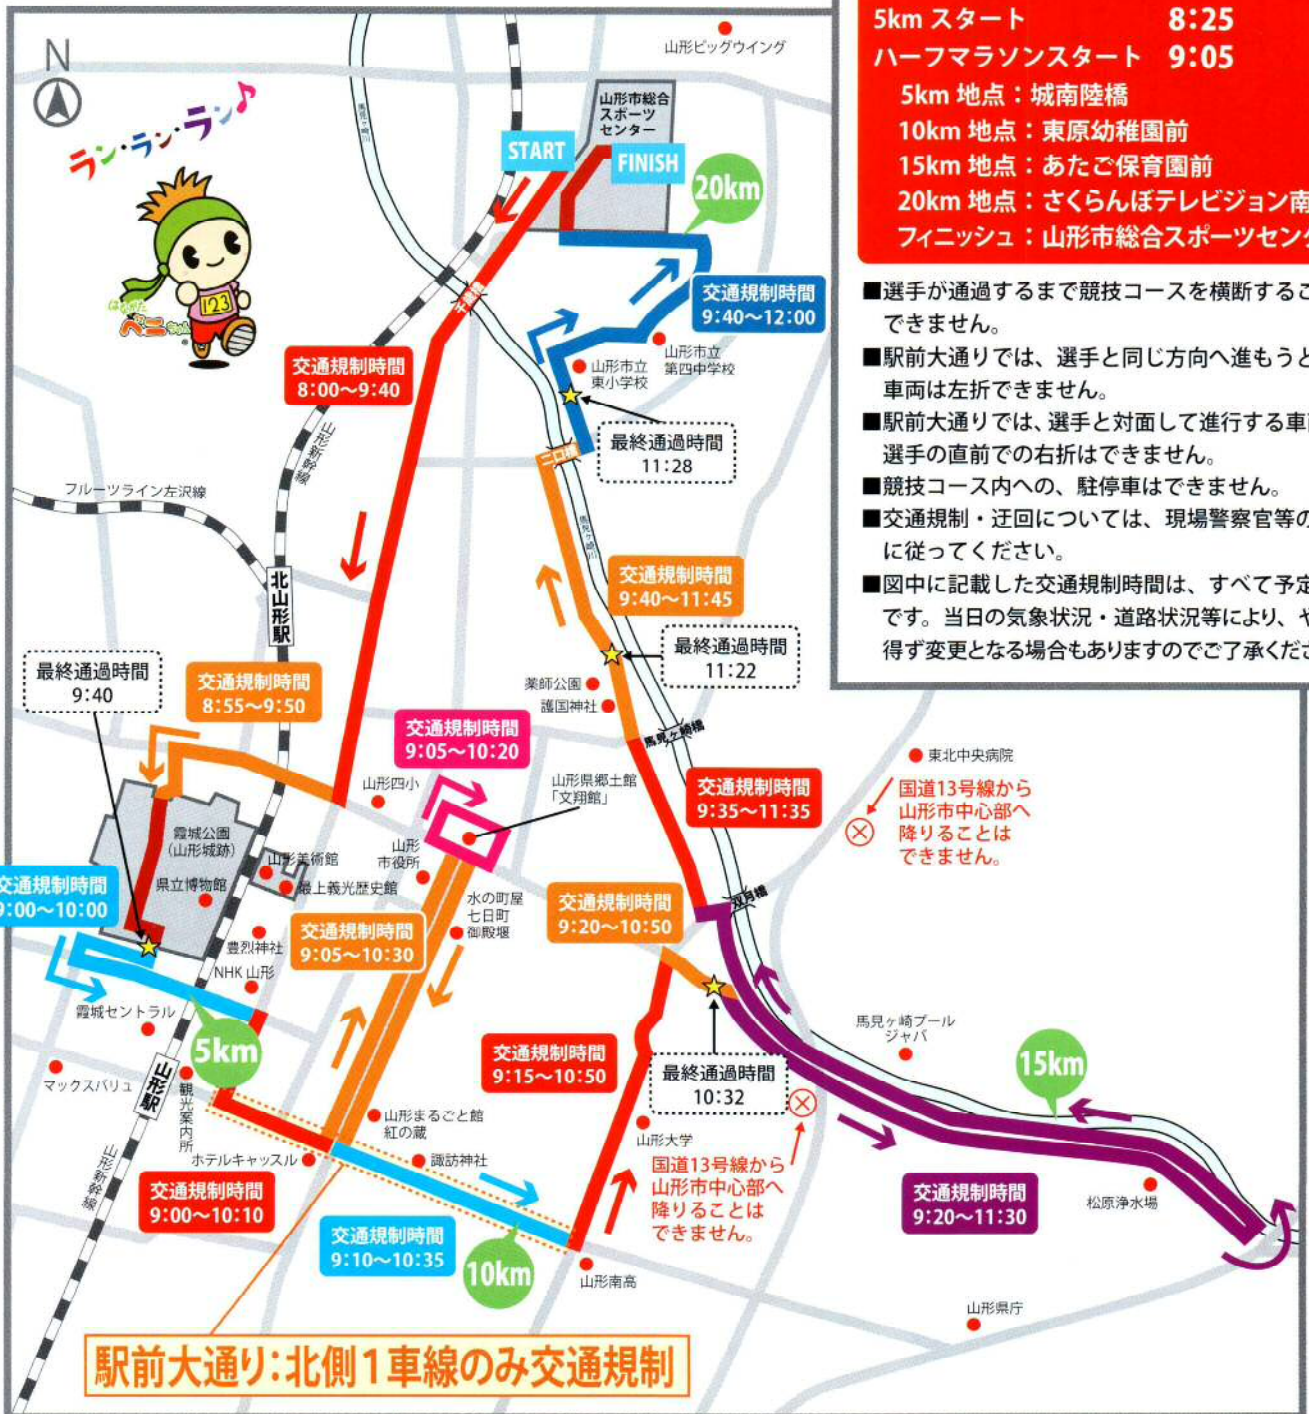 5km スタート 8:25
ハーフマラソンスタート 9:05
5km 地点：城南陸橋
10km 地点：東原幼稚園前
15km 地点：あたご保育園前
20km 地点：さくらんぼテレビジョン南
フィニッシュ：山形市総合スポーツセン
■選手が通過するまで競技コースを横断するこ
できません。
■駅前大通りでは、選手と同じ方向へ進もうと
車両は左折できません。
■駅前大通りでは、選手と対面して進行する車
選手の直前での右折はできません。
■競技コース内への、駐停車はできません。
■交通規制・迂回については、現場警察官等の
に従ってください。
■図中に記載した交通規制時間は、すべて予定
です。当日の気象状況・道路状況等により、や
得ず変更となる場合もありますのでご了承くださ
N
ラン・ラン・ラン♪
はながた
ベニちゃん
123
山形ビッグウイング
馬見ヶ崎川
山形市総合
スポーツ
センター
START
FINISH
20km
千歳橋
交通規制時間
9:40～12:00
山形市立
第四中学校
山形市立
東小学校
交通規制時間
8:00～9:40
最終通過時間
11:28
二口橋
山形新幹線
フルーツライン左沢線
馬見ヶ崎川
北山形駅
交通規制時間
9:40～11:45
最終通過時間
11:22
最終通過時間
9:40
交通規制時間
8:55～9:50
薬師公園
護国神社
交通規制時間
9:05～10:20
馬見ヶ崎橋
東北中央病院
国道13号線から
山形市中心部へ
降りることは
できません。
山形四小
山形県郷土館
「文翔館」
交通規制時間
9:35～11:35
霞城公園
（山形城跡）
山形
市役所
山形美術館
最上義光歴史館
県立博物館
交通規制時間
9:00～10:00
水の町屋
七日町
御殿堰
交通規制時間
9:20～10:50
双月橋
豊烈神社
交通規制時間
9:05～10:30
NHK 山形
霞城セントラル
5km
馬見ヶ崎プール
ジャバ
15km
交通規制時間
9:15～10:50
最終通過時間
10:32
マックスバリュ
山形駅
観光案内所
山形まるごと館
紅の蔵
山形大学
山形新幹線
ホテルキャッスル
諏訪神社
国道13号線から
山形市中心部へ
降りることは
できません。
交通規制時間
9:00～10:10
交通規制時間
9:20～11:30
松原浄水場
交通規制時間
9:10～10:35
10km
山形南高
山形県庁
駅前大通り：北側１車線のみ交通規制